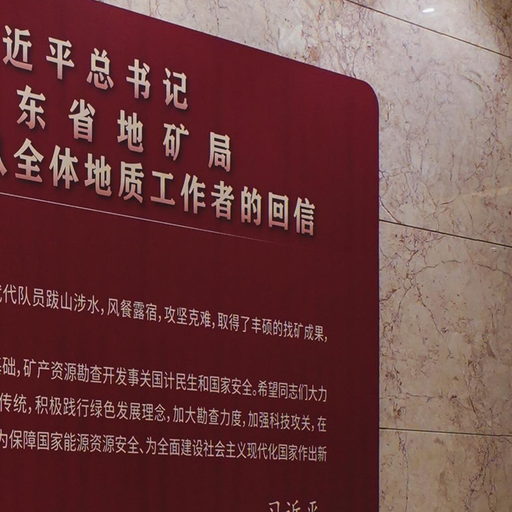 近平总书记
东省地矿局
队全体地质工作者的回信
代代队员跋山涉水,风餐露宿,攻坚克难,取得了丰硕的找矿成果,
基础,矿产资源勘查开发事关国计民生和国家安全。希望同志们大力
传统,积极践行绿色发展理念,加大勘查力度,加强科技攻关,在
为保障国家能源资源安全、为全面建设社会主义现代化国家作出新
习近平